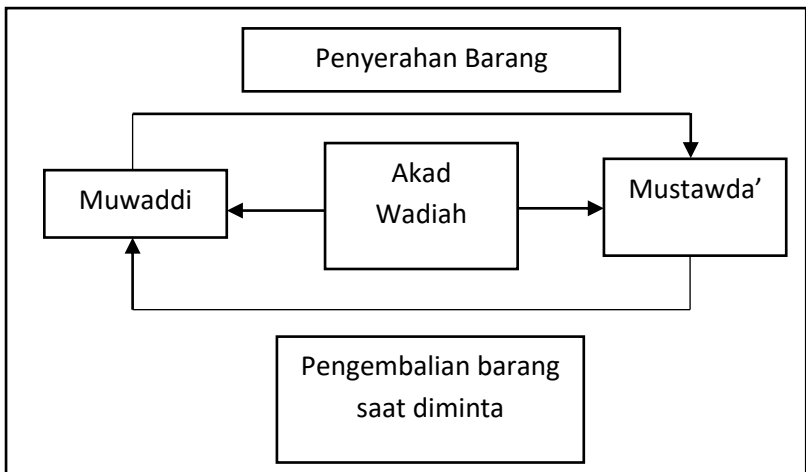 Penyerahan Barang
Muwaddi
Akad
Wadiah
Mustawda’
Pengembalian barang
saat diminta